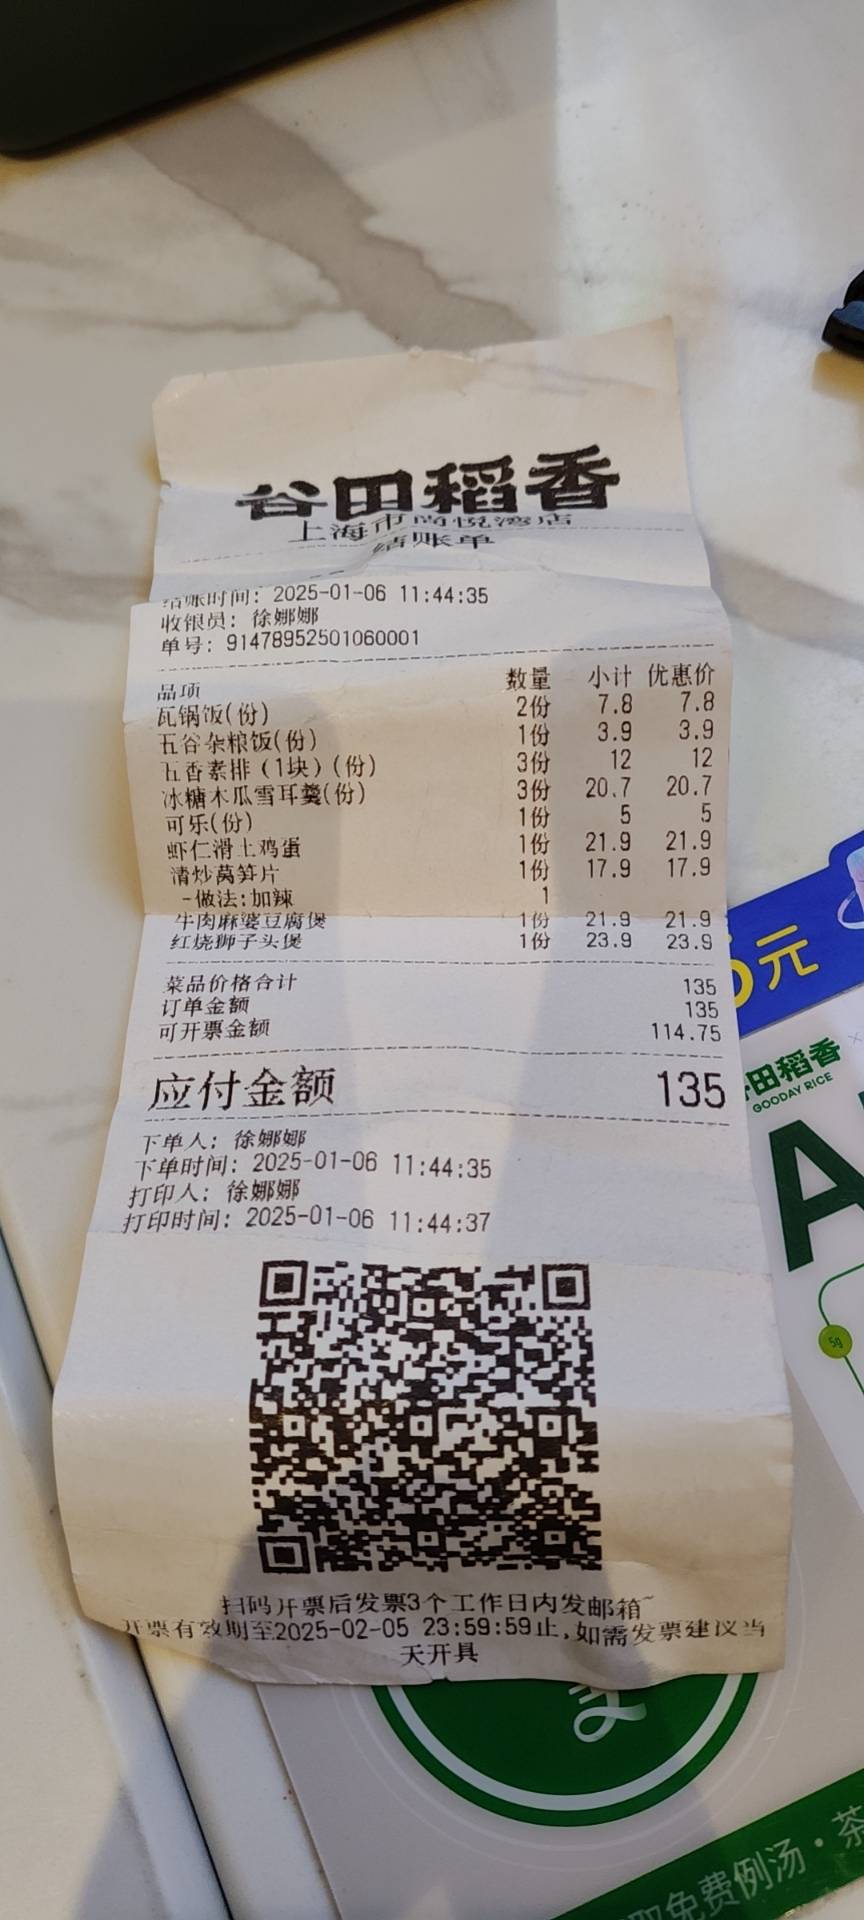 谷田稻香
上海市尚悦湾店
结账单
结账时间: 2025-01-06 11:44:35
收银员: 徐娜娜
单号: 91478952501060001
品项 数量 小计 优惠价
瓦锅饭(份) 2份 7.8 7.8
五谷杂粮饭(份) 1份 3.9 3.9
五香素排 (1块) (份) 3份 12 12
冰糖木瓜雪耳羹(份) 3份 20.7 20.7
可乐(份) 1份 5 5
虾仁滑土鸡蛋 1份 21.9 21.9
清炒莴笋片 1份 17.9 17.9
-做法:加辣 1
牛肉麻婆豆腐煲 1份 21.9 21.9
红烧狮子头煲 1份 23.9 23.9
菜品价格合计 135
订单金额 135
可开票金额 114.75
应付金额 135
下单人: 徐娜娜
下单时间: 2025-01-06 11:44:35
打印人: 徐娜娜
打印时间: 2025-01-06 11:44:37
扫码开票后发票3个工作日内发邮箱~
开票有效期至2025-02-05 23:59:59止,如需发票建议当
天开具
元
田稻香
GOODAY RICE
A
5g
支
取免费例汤·茶